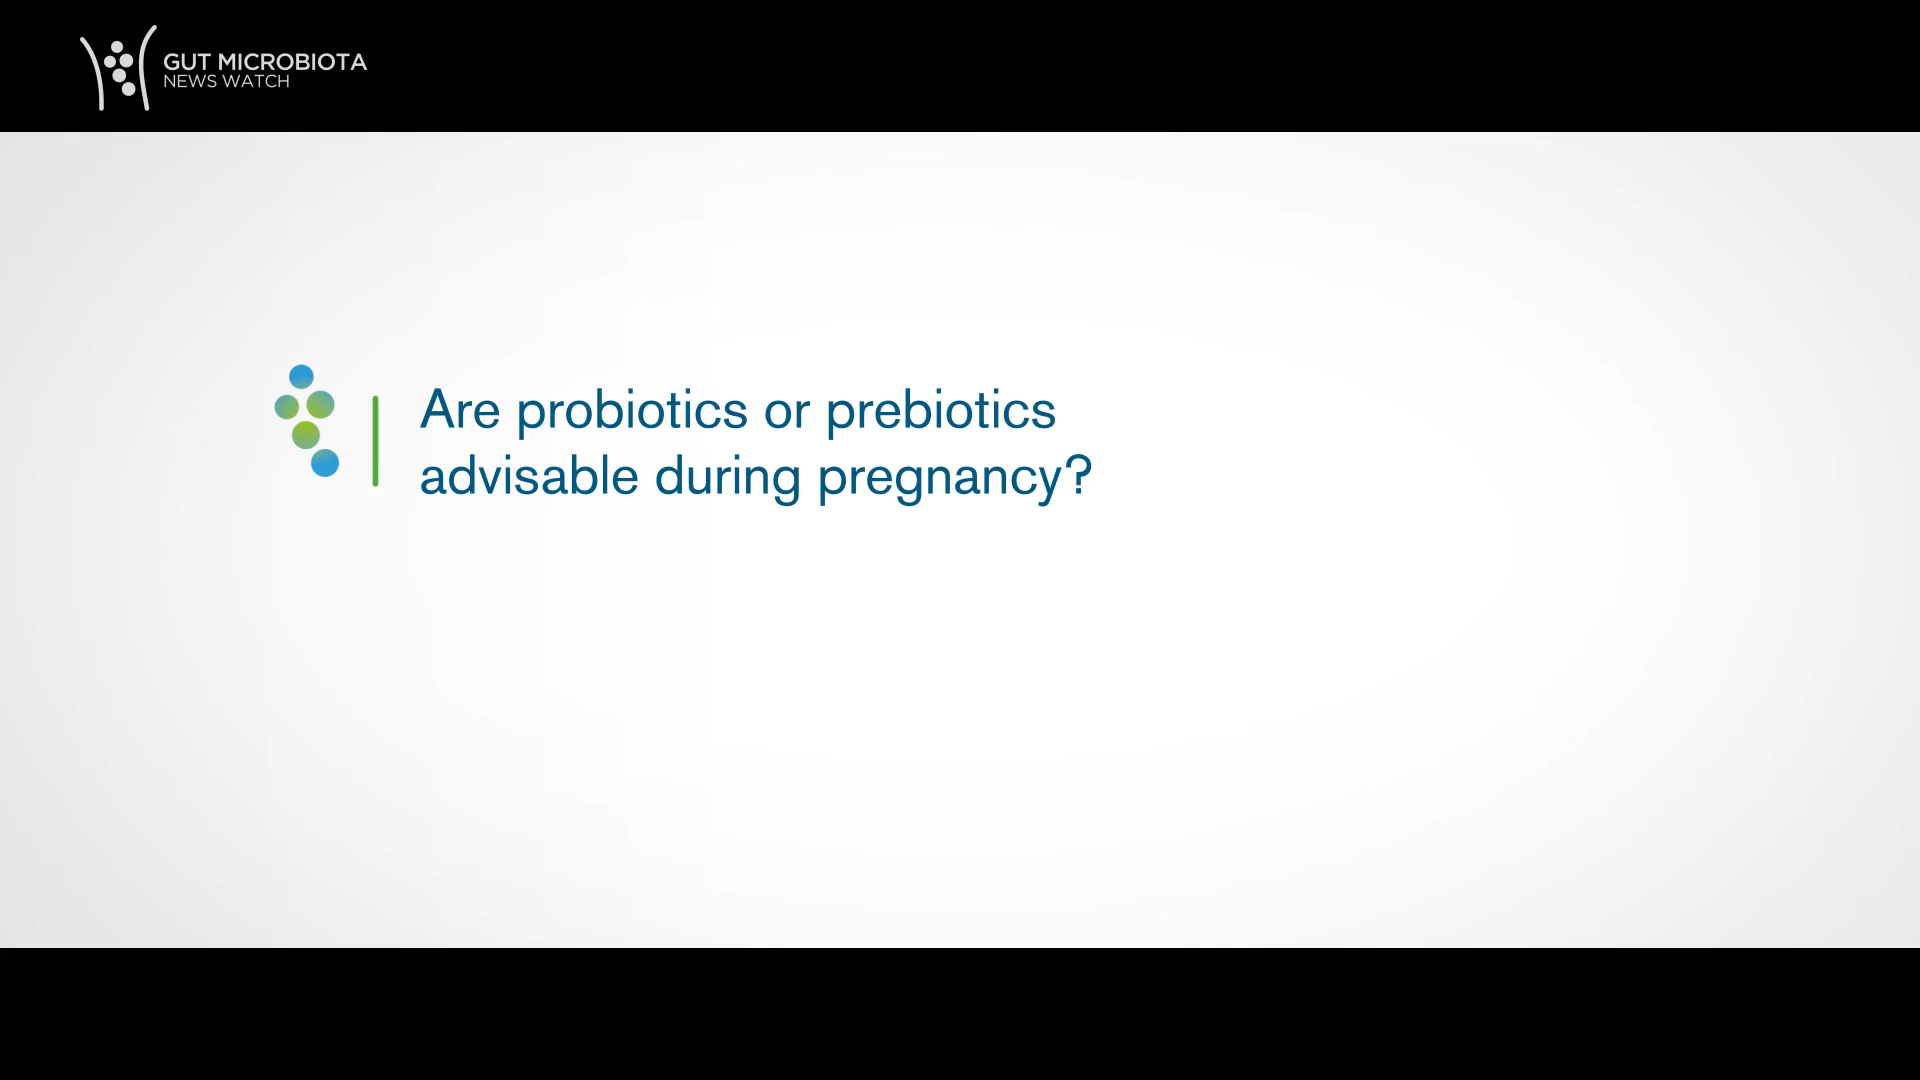 GUT MICROBIOTA
NEWS WATCH
Are probiotics or prebiotics
advisable during pregnancy?